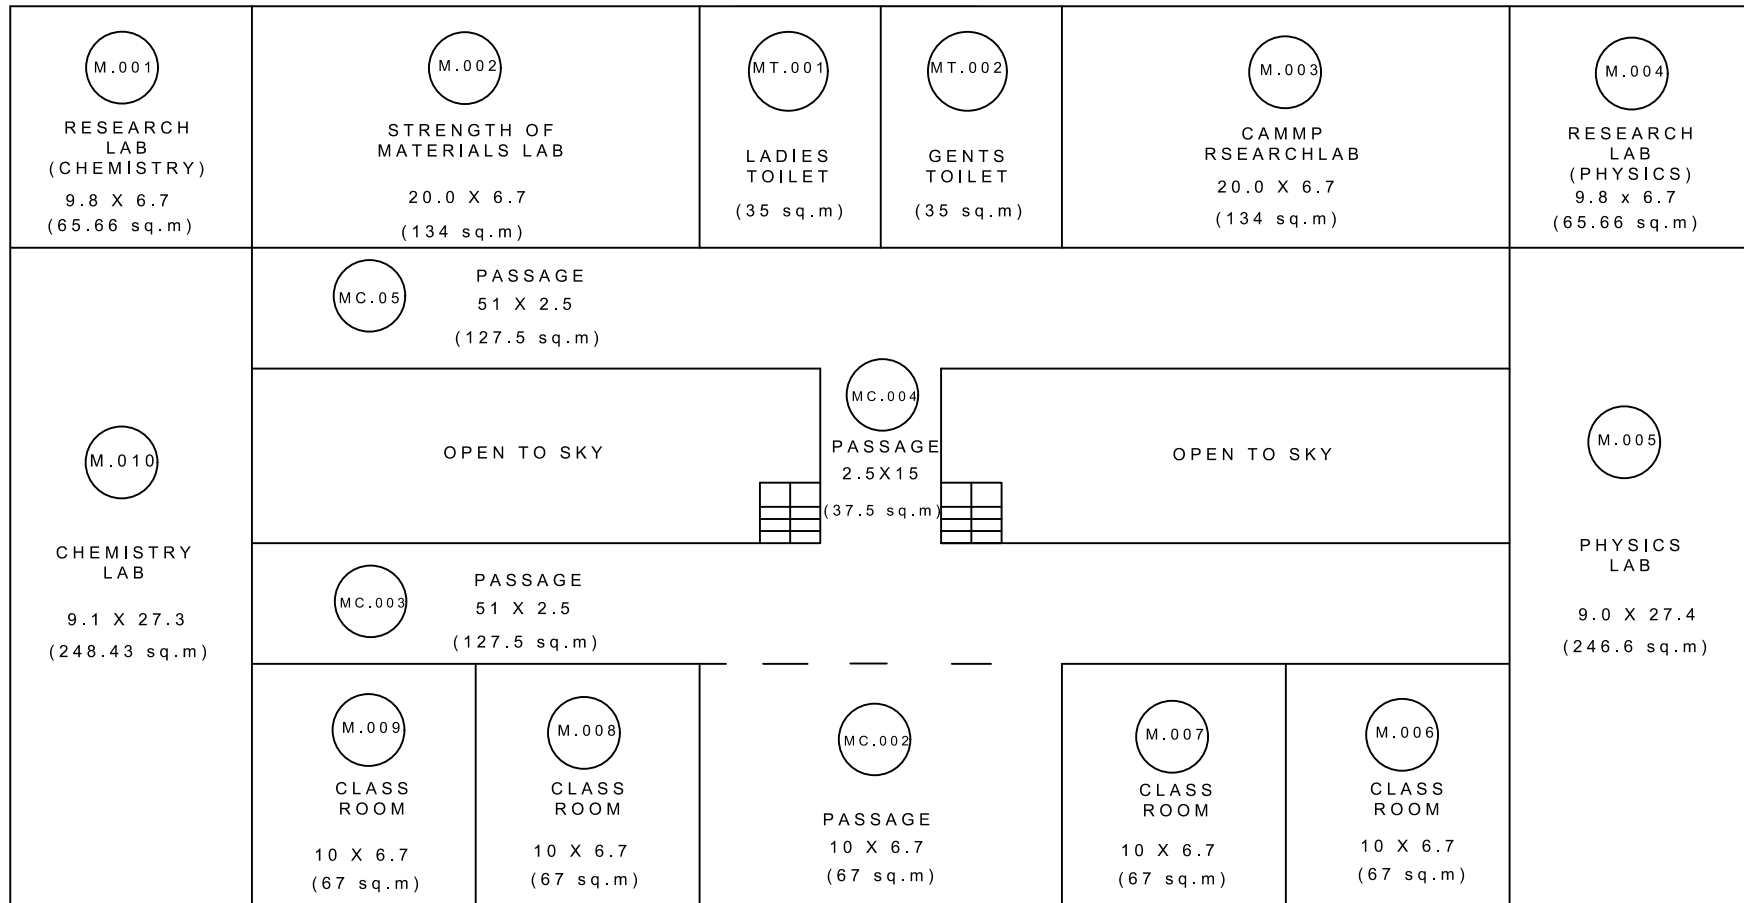 M.001
RESEARCH
LAB
(CHEMISTRY)
9.8 X 6.7
(65.66 sq.m)
M.002
STRENGTH OF
MATERIALS LAB
20.0 X 6.7
(134 sq.m)
MT.001
LADIES
TOILET
(35 sq.m)
MT.002
GENTS
TOILET
(35 sq.m)
M.003
CAMMP
RSEARCHLAB
20.0 X 6.7
(134 sq.m)
M.004
RESEARCH
LAB
(PHYSICS)
9.8 x 6.7
(65.66 sq.m)
MC.05
PASSAGE
51 X 2.5
(127.5 sq.m)
M.010
CHEMISTRY
LAB
9.1 X 27.3
(248.43 sq.m)
OPEN TO SKY
MC.004
PASSAGE
2.5X15
(37.5 sq.m)
OPEN TO SKY
M.005
PHYSICS
LAB
9.0 X 27.4
(246.6 sq.m)
MC.003
PASSAGE
51 X 2.5
(127.5 sq.m)
M.009
CLASS
ROOM
10 X 6.7
(67 sq.m)
M.008
CLASS
ROOM
10 X 6.7
(67 sq.m)
MC.002
PASSAGE
10 X 6.7
(67 sq.m)
M.007
CLASS
ROOM
10 X 6.7
(67 sq.m)
M.006
CLASS
ROOM
10 X 6.7
(67 sq.m)